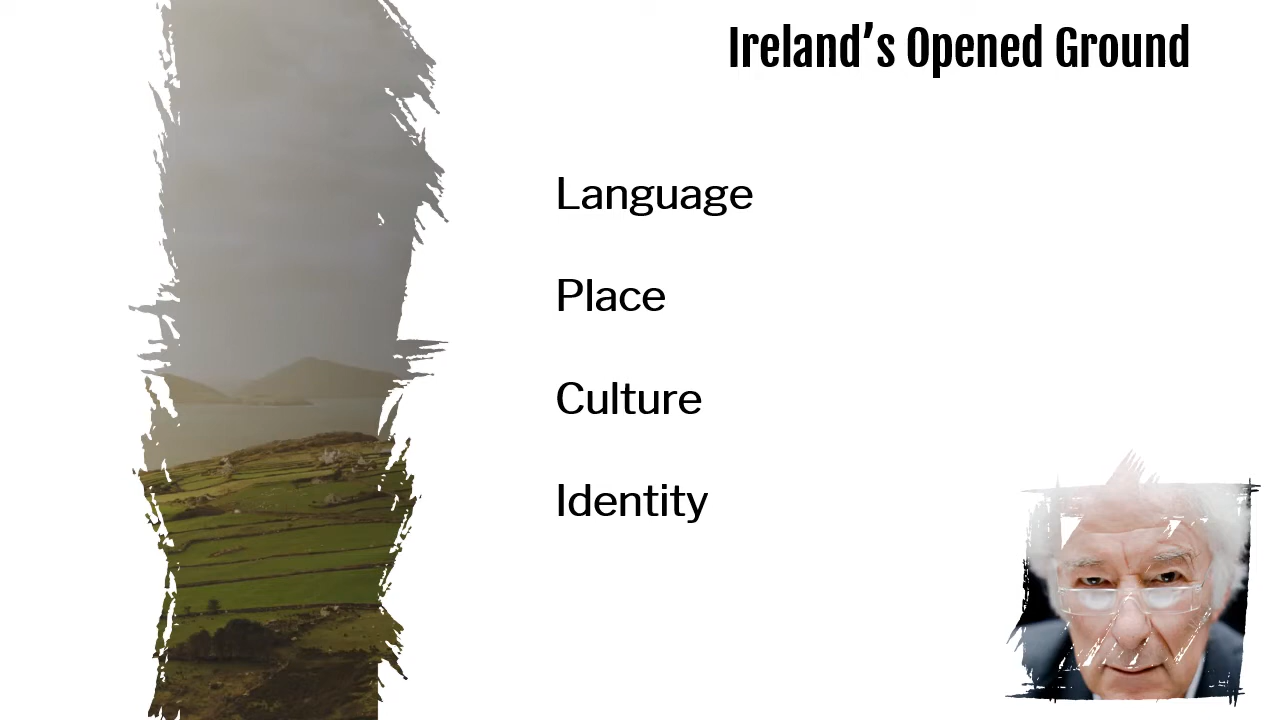 Ireland’s Opened Ground
Language
Place
Culture
Identity